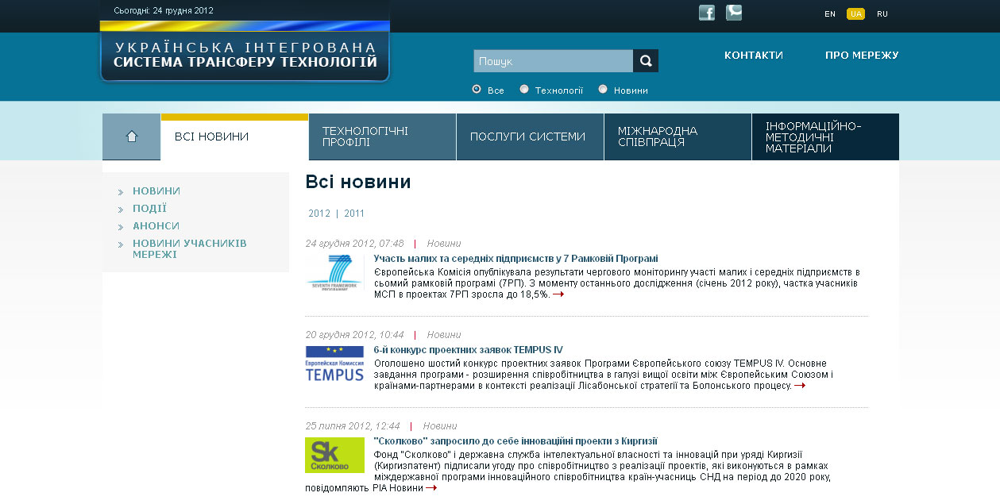 Сьогодні: 24 грудня 2012
EN UA RU
УКРАЇНСЬКА ІНТЕГРОВАНА
СИСТЕМА ТРАНСФЕРУ ТЕХНОЛОГІЙ
Пошук
КОНТАКТИ
ПРО МЕРЕЖУ
Все Технології Новини
ВСІ НОВИНИ
ТЕХНОЛОГІЧНІ
ПРОФІЛІ
ПОСЛУГИ СИСТЕМИ
МІЖНАРОДНА
СПІВПРАЦЯ
ІНФОРМАЦІЙНО-
МЕТОДИЧНІ
МАТЕРІАЛИ
НОВИНИ
ПОДІЇ
АНОНСИ
НОВИНИ УЧАСНИКІВ
МЕРЕЖІ
Всі новини
2012 | 2011
24 грудня 2012, 07:48 | Новини
SEVENTH FRAMEWORK
PROGRAMME
Участь малих та середніх підприємств у 7 Рамковій Програмі
Європейська Комісія опублікувала результати чергового моніторингу участі малих і середніх підприємств в
сьомий рамковій програмі (7РП). З моменту останнього дослідження (січень 2012 року), частка учасників
МСП в проектах 7РП зросла до 18,5%.
20 грудня 2012, 10:44 | Новини
Европейская Комиссия
TEMPUS
6-й конкурс проектних заявок TEMPUS IV
Оголошено шостий конкурс проектних заявок Програми Європейського союзу TEMPUS IV. Основне
завдання програми - розширення співробітництва в галузі вищої освіти між Європейським Союзом і
країнами-партнерами в контексті реалізації Лісабонської стратегії та Болонського процесу.
25 липня 2012, 12:44 | Новини
Sk
Сколково
"Сколково" запросило до себе інноваційні проекти з Киргизії
Фонд "Сколково" і державна служба інтелектуальної власності та інновацій при уряді Киргизії
(Киргизпатент) підписали угоду про співробітництво з реалізації проектів, які виконуються в рамках
міждержавної програми інноваційного співробітництва країн-учасниць СНД на період до 2020 року,
повідомляють РІА Новини